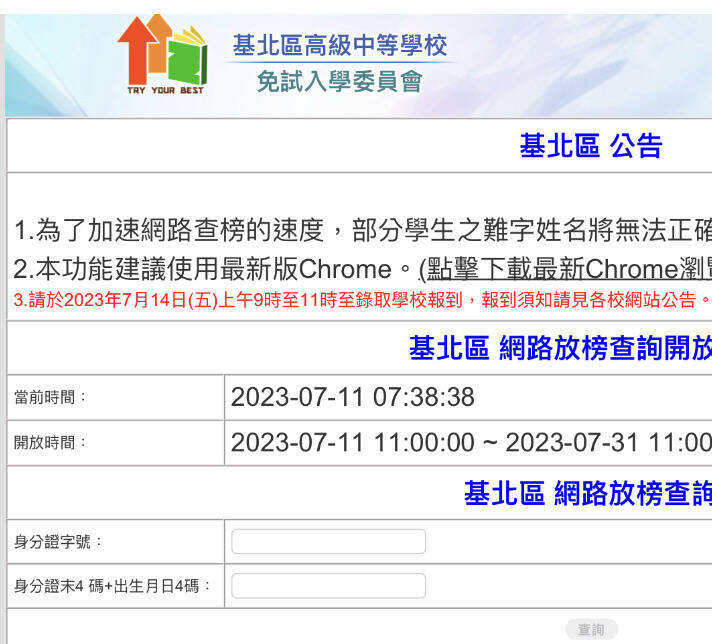 基北區高級中等學校
免試入學委員會
TRY YOUR BEST
基北區 公告
1.為了加速網路查榜的速度，部分學生之難字姓名將無法正確
2.本功能建議使用最新版Chrome。(點擊下載最新Chrome瀏
3.請於2023年7月14日(五)上午9時至11時至錄取學校報到，報到須知請見各校網站公告。
基北區 網路放榜查詢開放
當前時間： 2023-07-11 07:38:38
開放時間： 2023-07-11 11:00:00 ~ 2023-07-31 11:00
基北區 網路放榜查詢
身分證字號：
身分證末4 碼+出生月日4碼：
查詢